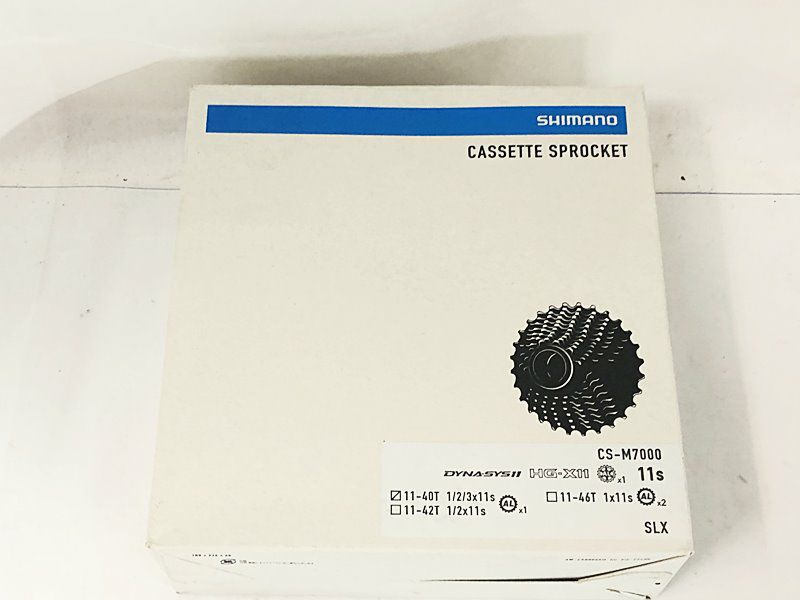 SHIMANO
CASSETTE SPROCKET
CS-M7000
DYNA-SYS11 HG-X11 x1 11s
11-40T 1/2/3x11s AL x1 11-46T 1x11s AL x2
11-42T 1/2x11s
SLX